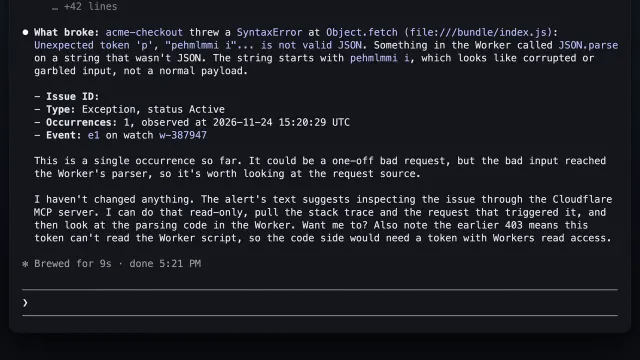 … +42 lines
● What broke: acme-checkout threw a SyntaxError at Object.fetch (file:///bundle/index.js):
Unexpected token 'p', "pehmlmmi i"... is not valid JSON. Something in the Worker called JSON.parse
on a string that wasn't JSON. The string starts with pehmlmmi i, which looks like corrupted or
garbled input, not a normal payload.
– Issue ID:
– Type: Exception, status Active
– Occurrences: 1, observed at 2026-11-24 15:20:29 UTC
– Event: e1 on watch w-387947
This is a single occurrence so far. It could be a one-off bad request, but the bad input reached
the Worker's parser, so it's worth looking at the request source.
I haven't changed anything. The alert's text suggests inspecting the issue through the Cloudflare
MCP server. I can do that read-only, pull the stack trace and the request that triggered it, and
then look at the parsing code in the Worker. Want me to? Also note the earlier 403 means this
token can't read the Worker script, so the code side would need a token with Workers read access.
✻ Brewed for 9s · done 5:21 PM
❯